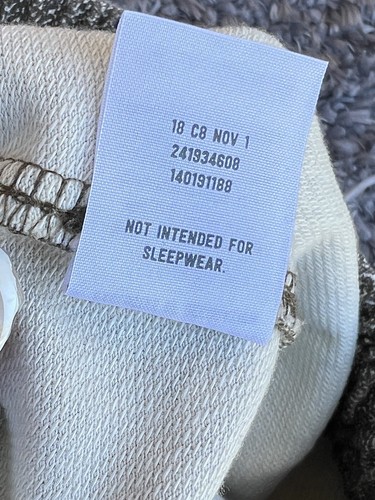 18 C8 NOV 1
241934608
140191188
NOT INTENDED FOR
SLEEPWEAR.